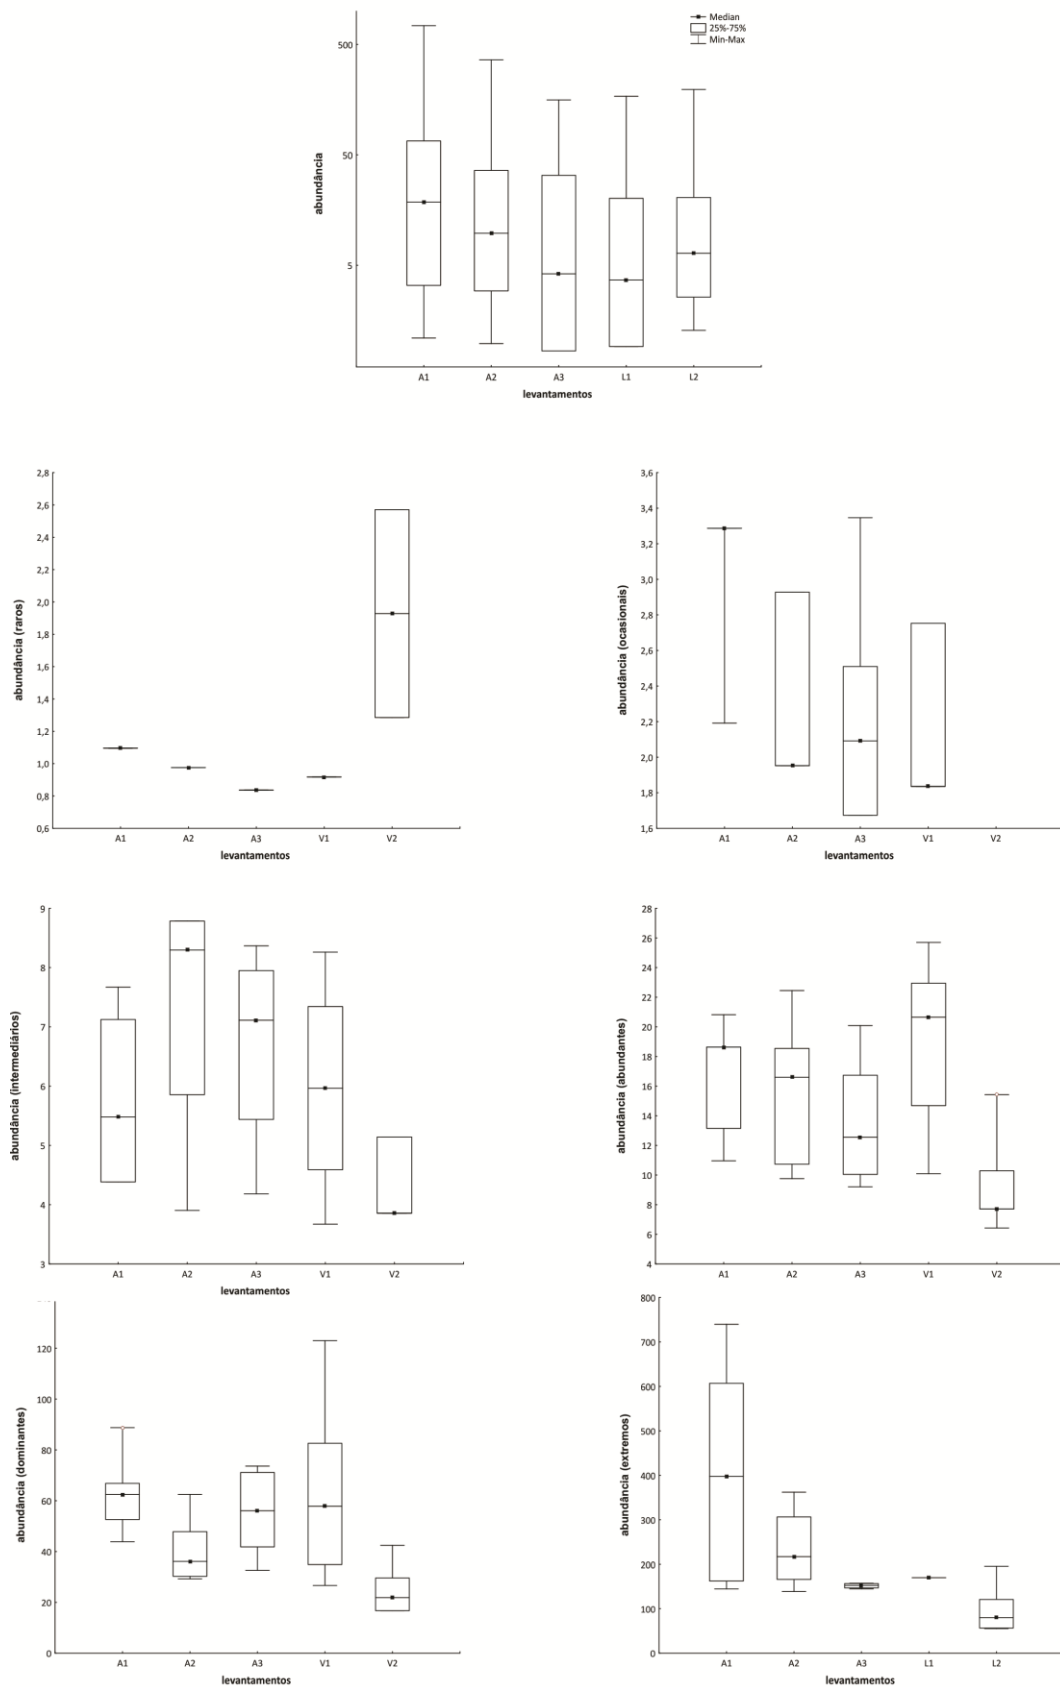 Median
25%-75%
Min-Max
500
50
5
abundância
A1 A2 A3 L1 L2
levantamentos
2,8
2,6
2,4
2,2
2,0
1,8
1,6
1,4
1,2
1,0
0,8
0,6
abundância (raros)
A1 A2 A3 V1 V2
levantamentos
3,6
3,4
3,2
3,0
2,8
2,6
2,4
2,2
2,0
1,8
1,6
abundância (ocasionais)
A1 A2 A3 V1 V2
levantamentos
9
8
7
6
5
4
3
abundância (intermediários)
A1 A2 A3 V1 V2
levantamentos
28
26
24
22
20
18
16
14
12
10
8
6
4
abundância (abundantes)
A1 A2 A3 V1 V2
120
100
80
60
40
20
0
abundância (dominantes)
A1 A2 A3 V1 V2
levantamentos
800
700
600
500
400
300
200
100
0
abundância (extremos)
A1 A2 A3 L1 L2
levantamentos